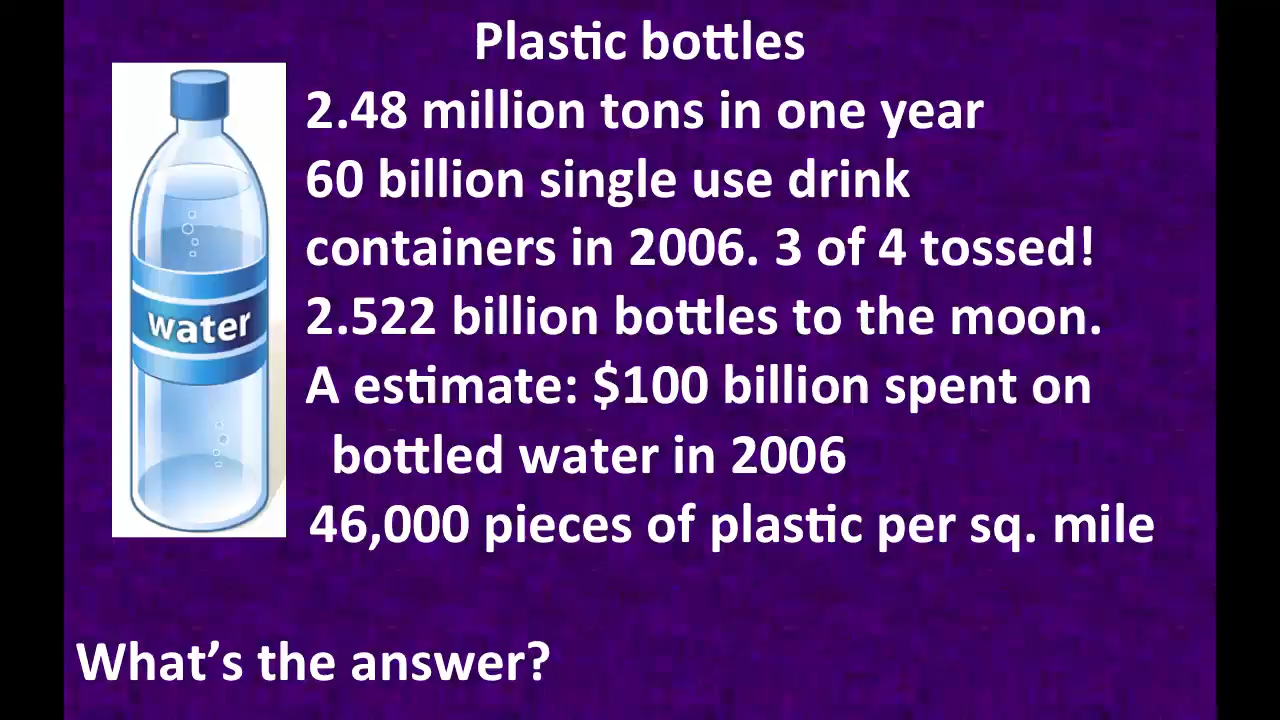 Plastic bottles
2.48 million tons in one year
60 billion single use drink
containers in 2006. 3 of 4 tossed!
2.522 billion bottles to the moon.
A estimate: $100 billion spent on
bottled water in 2006
46,000 pieces of plastic per sq. mile
water
What’s the answer?